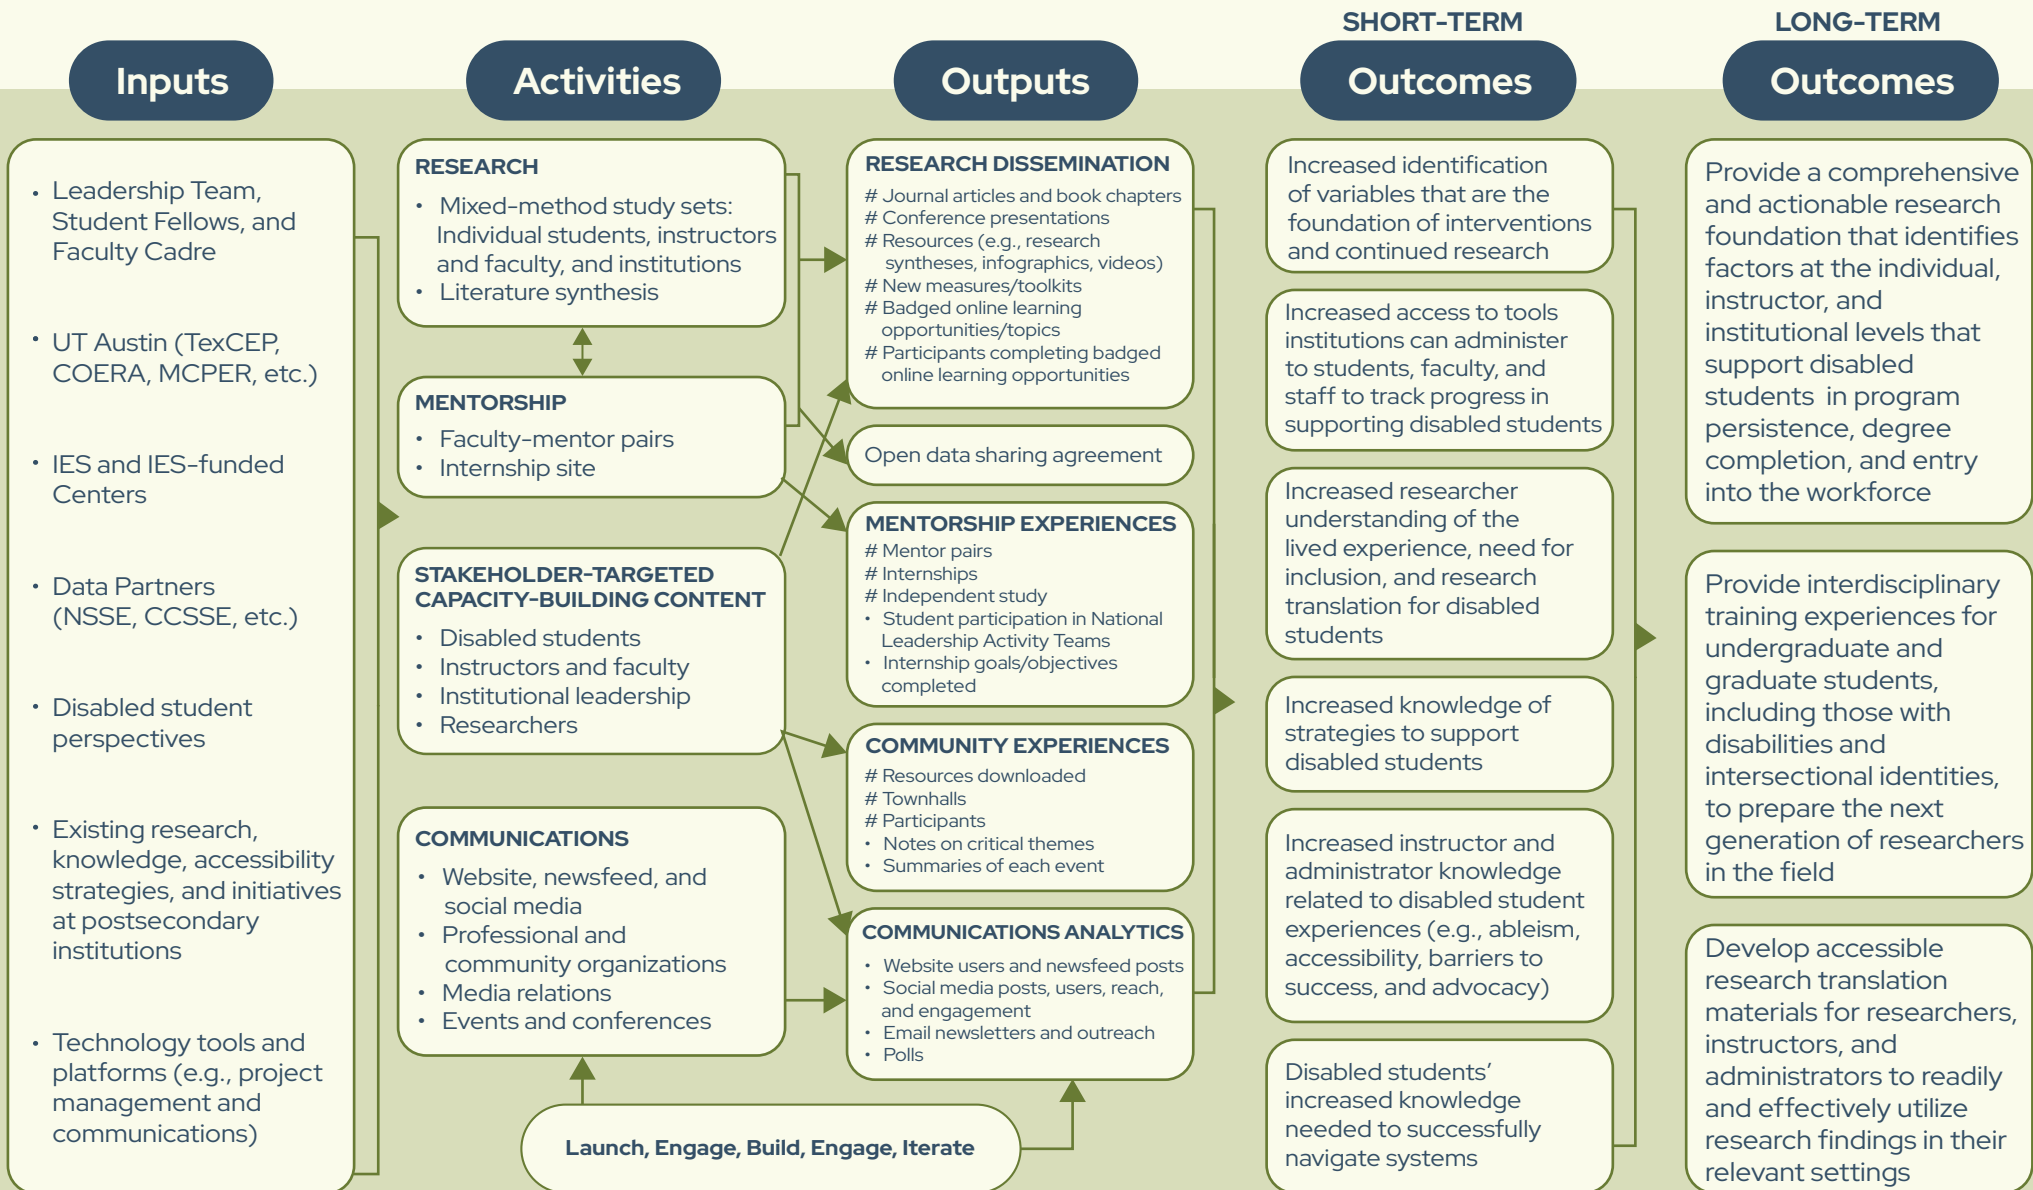 SHORT-TERM
LONG-TERM
Inputs
Activities
Outputs
Outcomes
Outcomes
• Leadership Team,
Student Fellows, and
Faculty Cadre
• UT Austin (TexCEP,
COERA, MCPER, etc.)
• IES and IES-funded
Centers
• Data Partners
(NSSE, CCSSE, etc.)
• Disabled student
perspectives
• Existing research,
knowledge, accessibility
strategies, and initiatives
at postsecondary
institutions
• Technology tools and
platforms (e.g., project
management and
communications)
RESEARCH
• Mixed-method study sets:
Individual students, instructors
and faculty, and institutions
• Literature synthesis
MENTORSHIP
• Faculty-mentor pairs
• Internship site
STAKEHOLDER-TARGETED
CAPACITY-BUILDING CONTENT
• Disabled students
• Instructors and faculty
• Institutional leadership
• Researchers
COMMUNICATIONS
• Website, newsfeed, and
social media
• Professional and
community organizations
• Media relations
• Events and conferences
Launch, Engage, Build, Engage, Iterate
RESEARCH DISSEMINATION
# Journal articles and book chapters
# Conference presentations
# Resources (e.g., research
syntheses, infographics, videos)
# New measures/toolkits
# Badged online learning
opportunities/topics
# Participants completing badged
online learning opportunities
Open data sharing agreement
MENTORSHIP EXPERIENCES
# Mentor pairs
# Internships
# Independent study
• Student participation in National
Leadership Activity Teams
• Internship goals/objectives
completed
COMMUNITY EXPERIENCES
# Resources downloaded
# Townhalls
# Participants
• Notes on critical themes
• Summaries of each event
COMMUNICATIONS ANALYTICS
• Website users and newsfeed posts
• Social media posts, users, reach,
and engagement
• Email newsletters and outreach
• Polls
Increased identification
of variables that are the
foundation of interventions
and continued research
Increased access to tools
institutions can administer
to students, faculty, and
staff to track progress in
supporting disabled students
Increased researcher
understanding of the
lived experience, need for
inclusion, and research
translation for disabled
students
Increased knowledge of
strategies to support
disabled students
Increased instructor and
administrator knowledge
related to disabled student
experiences (e.g., ableism,
accessibility, barriers to
success, and advocacy)
Disabled students’
increased knowledge
needed to successfully
navigate systems
Provide a comprehensive
and actionable research
foundation that identifies
factors at the individual,
instructor, and
institutional levels that
support disabled
students in program
persistence, degree
completion, and entry
into the workforce
Provide interdisciplinary
training experiences for
undergraduate and
graduate students,
including those with
disabilities and
intersectional identities,
to prepare the next
generation of researchers
in the field
Develop accessible
research translation
materials for researchers,
instructors, and
administrators to readily
and effectively utilize
research findings in their
relevant settings